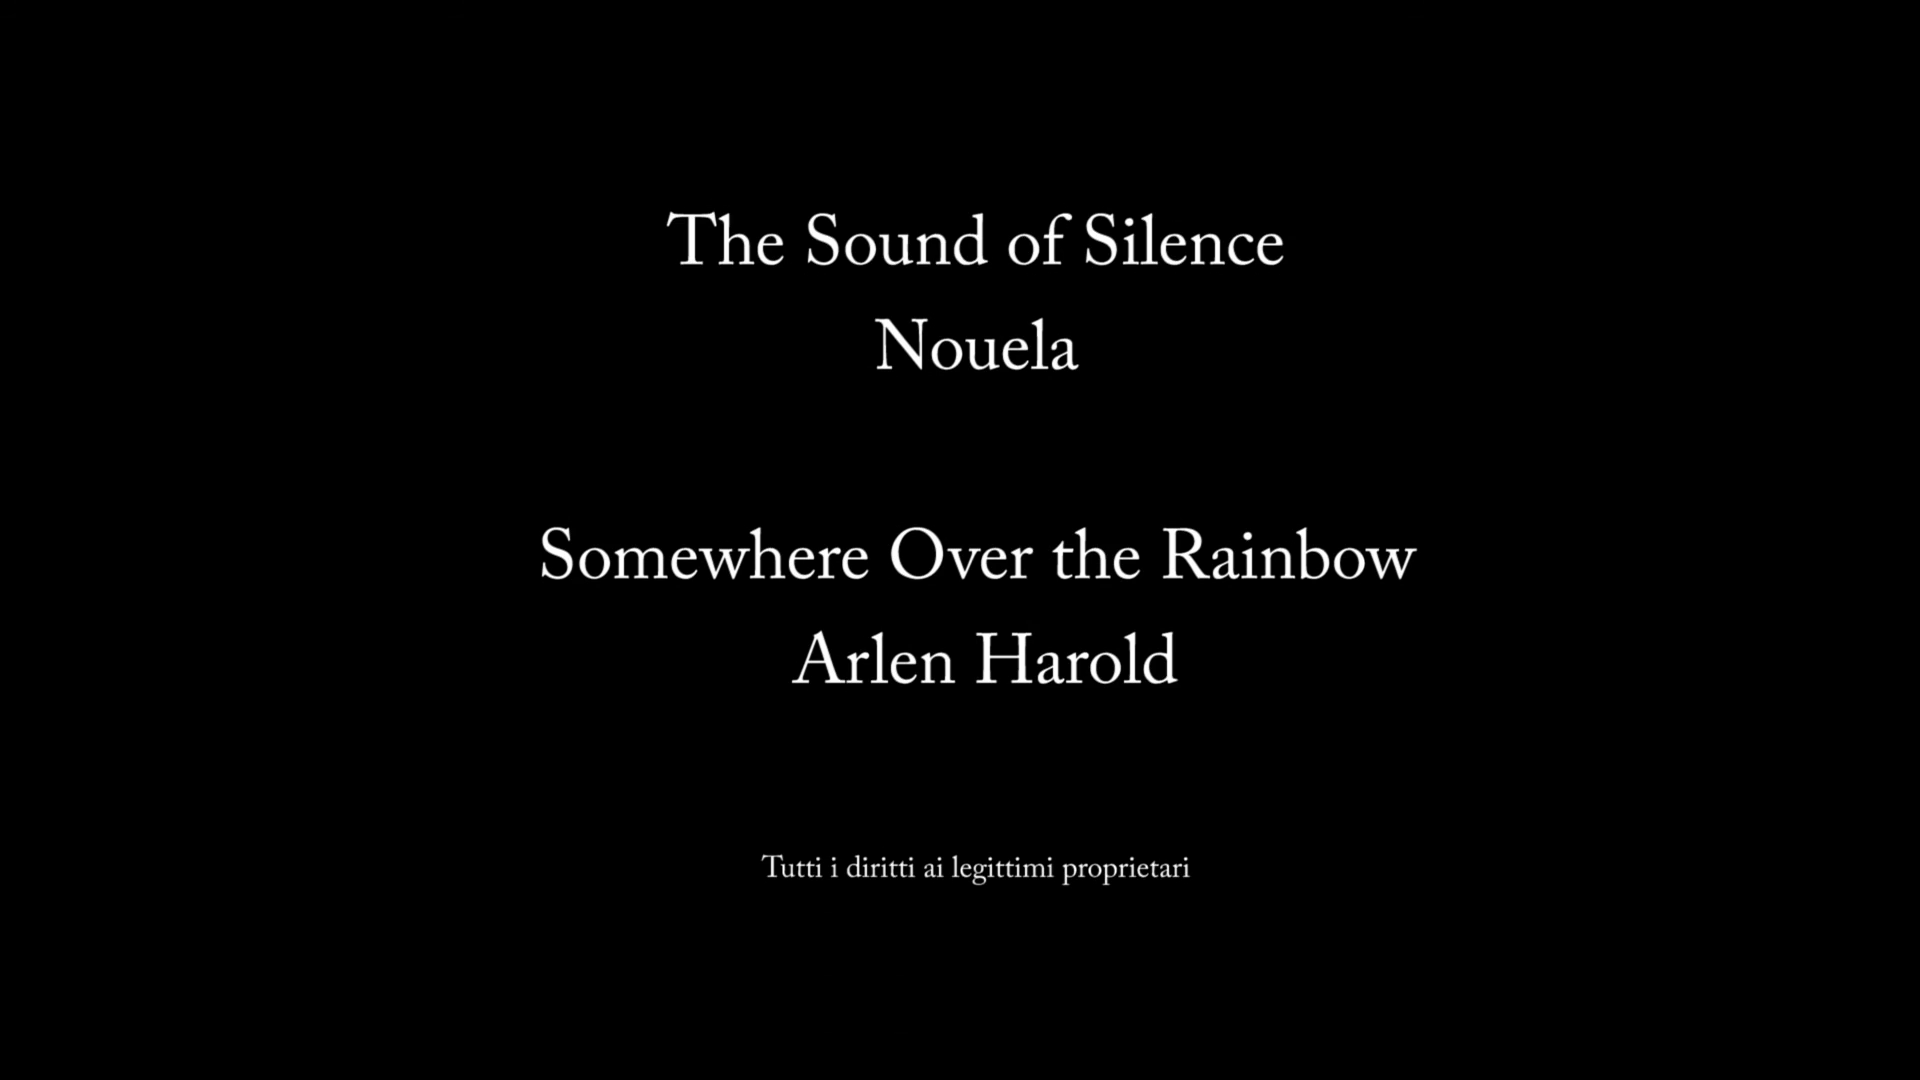 The Sound of Silence
Nouela
Somewhere Over the Rainbow
Arlen Harold
Tutti i diritti ai legittimi proprietari